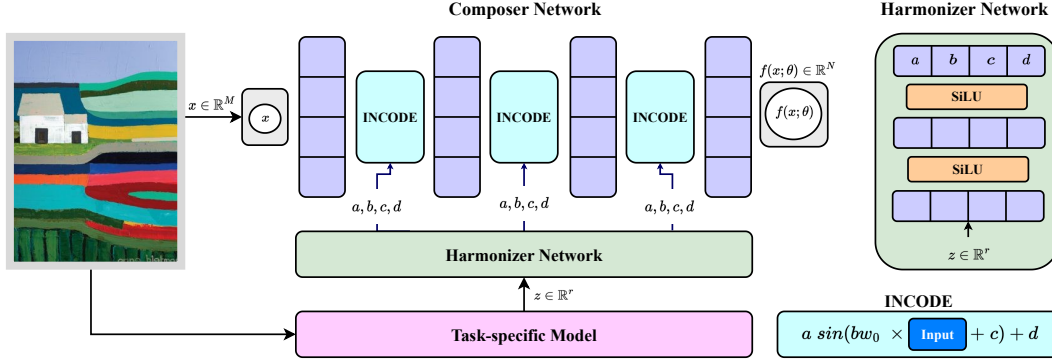 Composer Network
Harmonizer Network
x ∈ ℝ^M
x
INCODE
INCODE
INCODE
f(x; θ) ∈ ℝ^N
f(x; θ)
a, b, c, d
a, b, c, d
a, b, c, d
Harmonizer Network
z ∈ ℝ^r
Task-specific Model
a b c d
SiLU
SiLU
z ∈ ℝ^r
INCODE
a sin(bw₀ × Input + c) + d